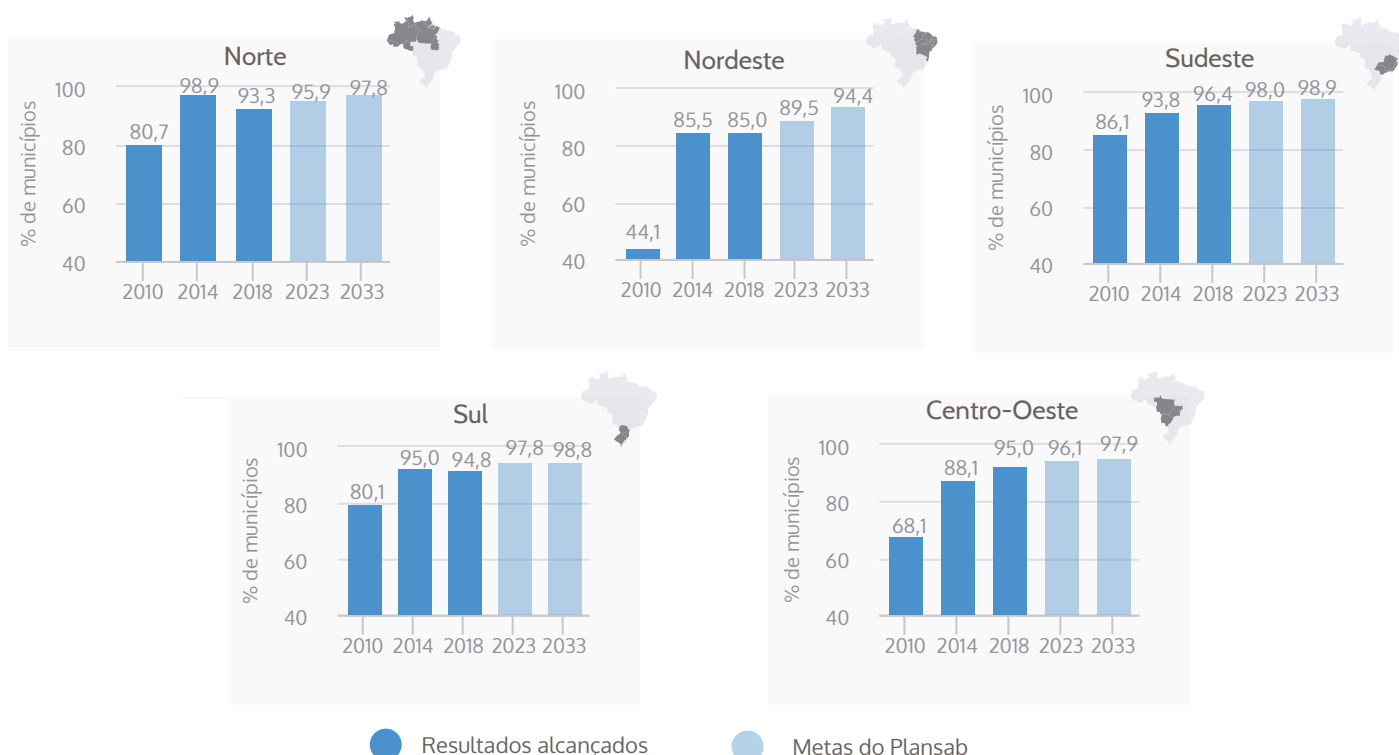 Norte
% de municípios
100
80
60
40
80,7
98,9
93,3
95,9
97,8
2010 2014 2018 2023 2033
Nordeste
% de municípios
100
80
60
40
44,1
85,5
85,0
89,5
94,4
2010 2014 2018 2023 2033
Sudeste
% de municípios
100
80
60
40
86,1
93,8
96,4
98,0
98,9
2010 2014 2018 2023 2033
Sul
% de municípios
100
80
60
40
80,1
95,0
94,8
97,8
98,8
2010 2014 2018 2023 2033
Centro-Oeste
% de municípios
100
80
60
40
68,1
88,1
95,0
96,1
97,9
2010 2014 2018 2023 2033
Resultados alcançados
Metas do Plansab